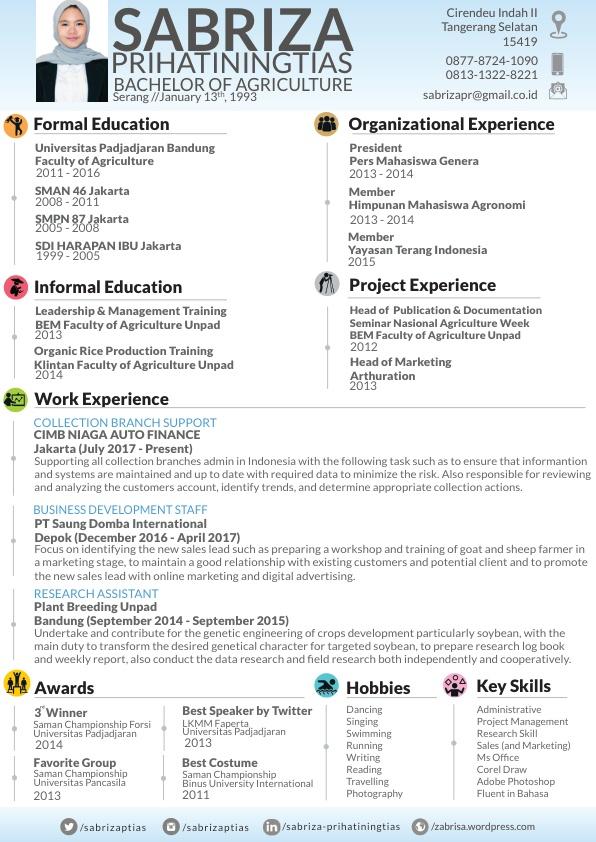 SABRIZA
PRIHATININGTIAS
BACHELOR OF AGRICULTURE
Serang //January 13th, 1993
Cirendeu Indah II
Tangerang Selatan
15419
0877-8724-1090
0813-1322-8221
sabrizapr@gmail.co.id
Formal Education
Universitas Padjadjaran Bandung
Faculty of Agriculture
2011 - 2016
SMAN 46 Jakarta
2008 - 2011
SMPN 87 Jakarta
2005 - 2008
SDI HARAPAN IBU Jakarta
1999 - 2005
Organizational Experience
President
Pers Mahasiswa Genera
2013 - 2014
Member
Himpunan Mahasiswa Agronomi
2013 - 2014
Member
Yayasan Terang Indonesia
2015
Informal Education
Leadership & Management Training
BEM Faculty of Agriculture Unpad
2013
Organic Rice Production Training
Klintan Faculty of Agriculture Unpad
2014
Project Experience
Head of Publication & Documentation
Seminar Nasional Agriculture Week
BEM Faculty of Agriculture Unpad
2012
Head of Marketing
Arthuration
2013
Work Experience
COLLECTION BRANCH SUPPORT
CIMB NIAGA AUTO FINANCE
Jakarta (July 2017 - Present)
Supporting all collection branches admin in Indonesia with the following task such as to ensure that informantion
and systems are maintained and up to date with required data to minimize the risk. Also responsible for reviewing
and analyzing the customers account, identify trends, and determine appropriate collection actions.
BUSINESS DEVELOPMENT STAFF
PT Saung Domba International
Depok (December 2016 - April 2017)
Focus on identifying the new sales lead such as preparing a workshop and training of goat and sheep farmer in
a marketing stage, to maintain a good relationship with existing customers and potential client and to promote
the new sales lead with online marketing and digital advertising.
RESEARCH ASSISTANT
Plant Breeding Unpad
Bandung (September 2014 - September 2015)
Undertake and contribute for the genetic engineering of crops development particularly soybean, with the
main duty to transform the desired genetical character for targeted soybean, to prepare research log book
and weekly report, also conduct the data research and field research both independently and cooperatively.
Awards
3 Winner
Saman Championship Forsi
Universitas Padjadjaran
2014
Favorite Group
Saman Championship
Universitas Pancasila
2013
Best Speaker by Twitter
LKMM Faperta
Universitas Padjadjaran
2013
Best Costume
Saman Championship
Binus University International
2011
Hobbies
Dancing
Singing
Swimming
Running
Writing
Reading
Travelling
Photography
Key Skills
Administrative
Project Management
Research Skill
Sales (and Marketing)
Ms Office
Corel Draw
Adobe Photoshop
Fluent in Bahasa
/sabrizaptias
/sabrizaptias
/sabriza-prihatiningtias
/zabrisa.wordpress.com